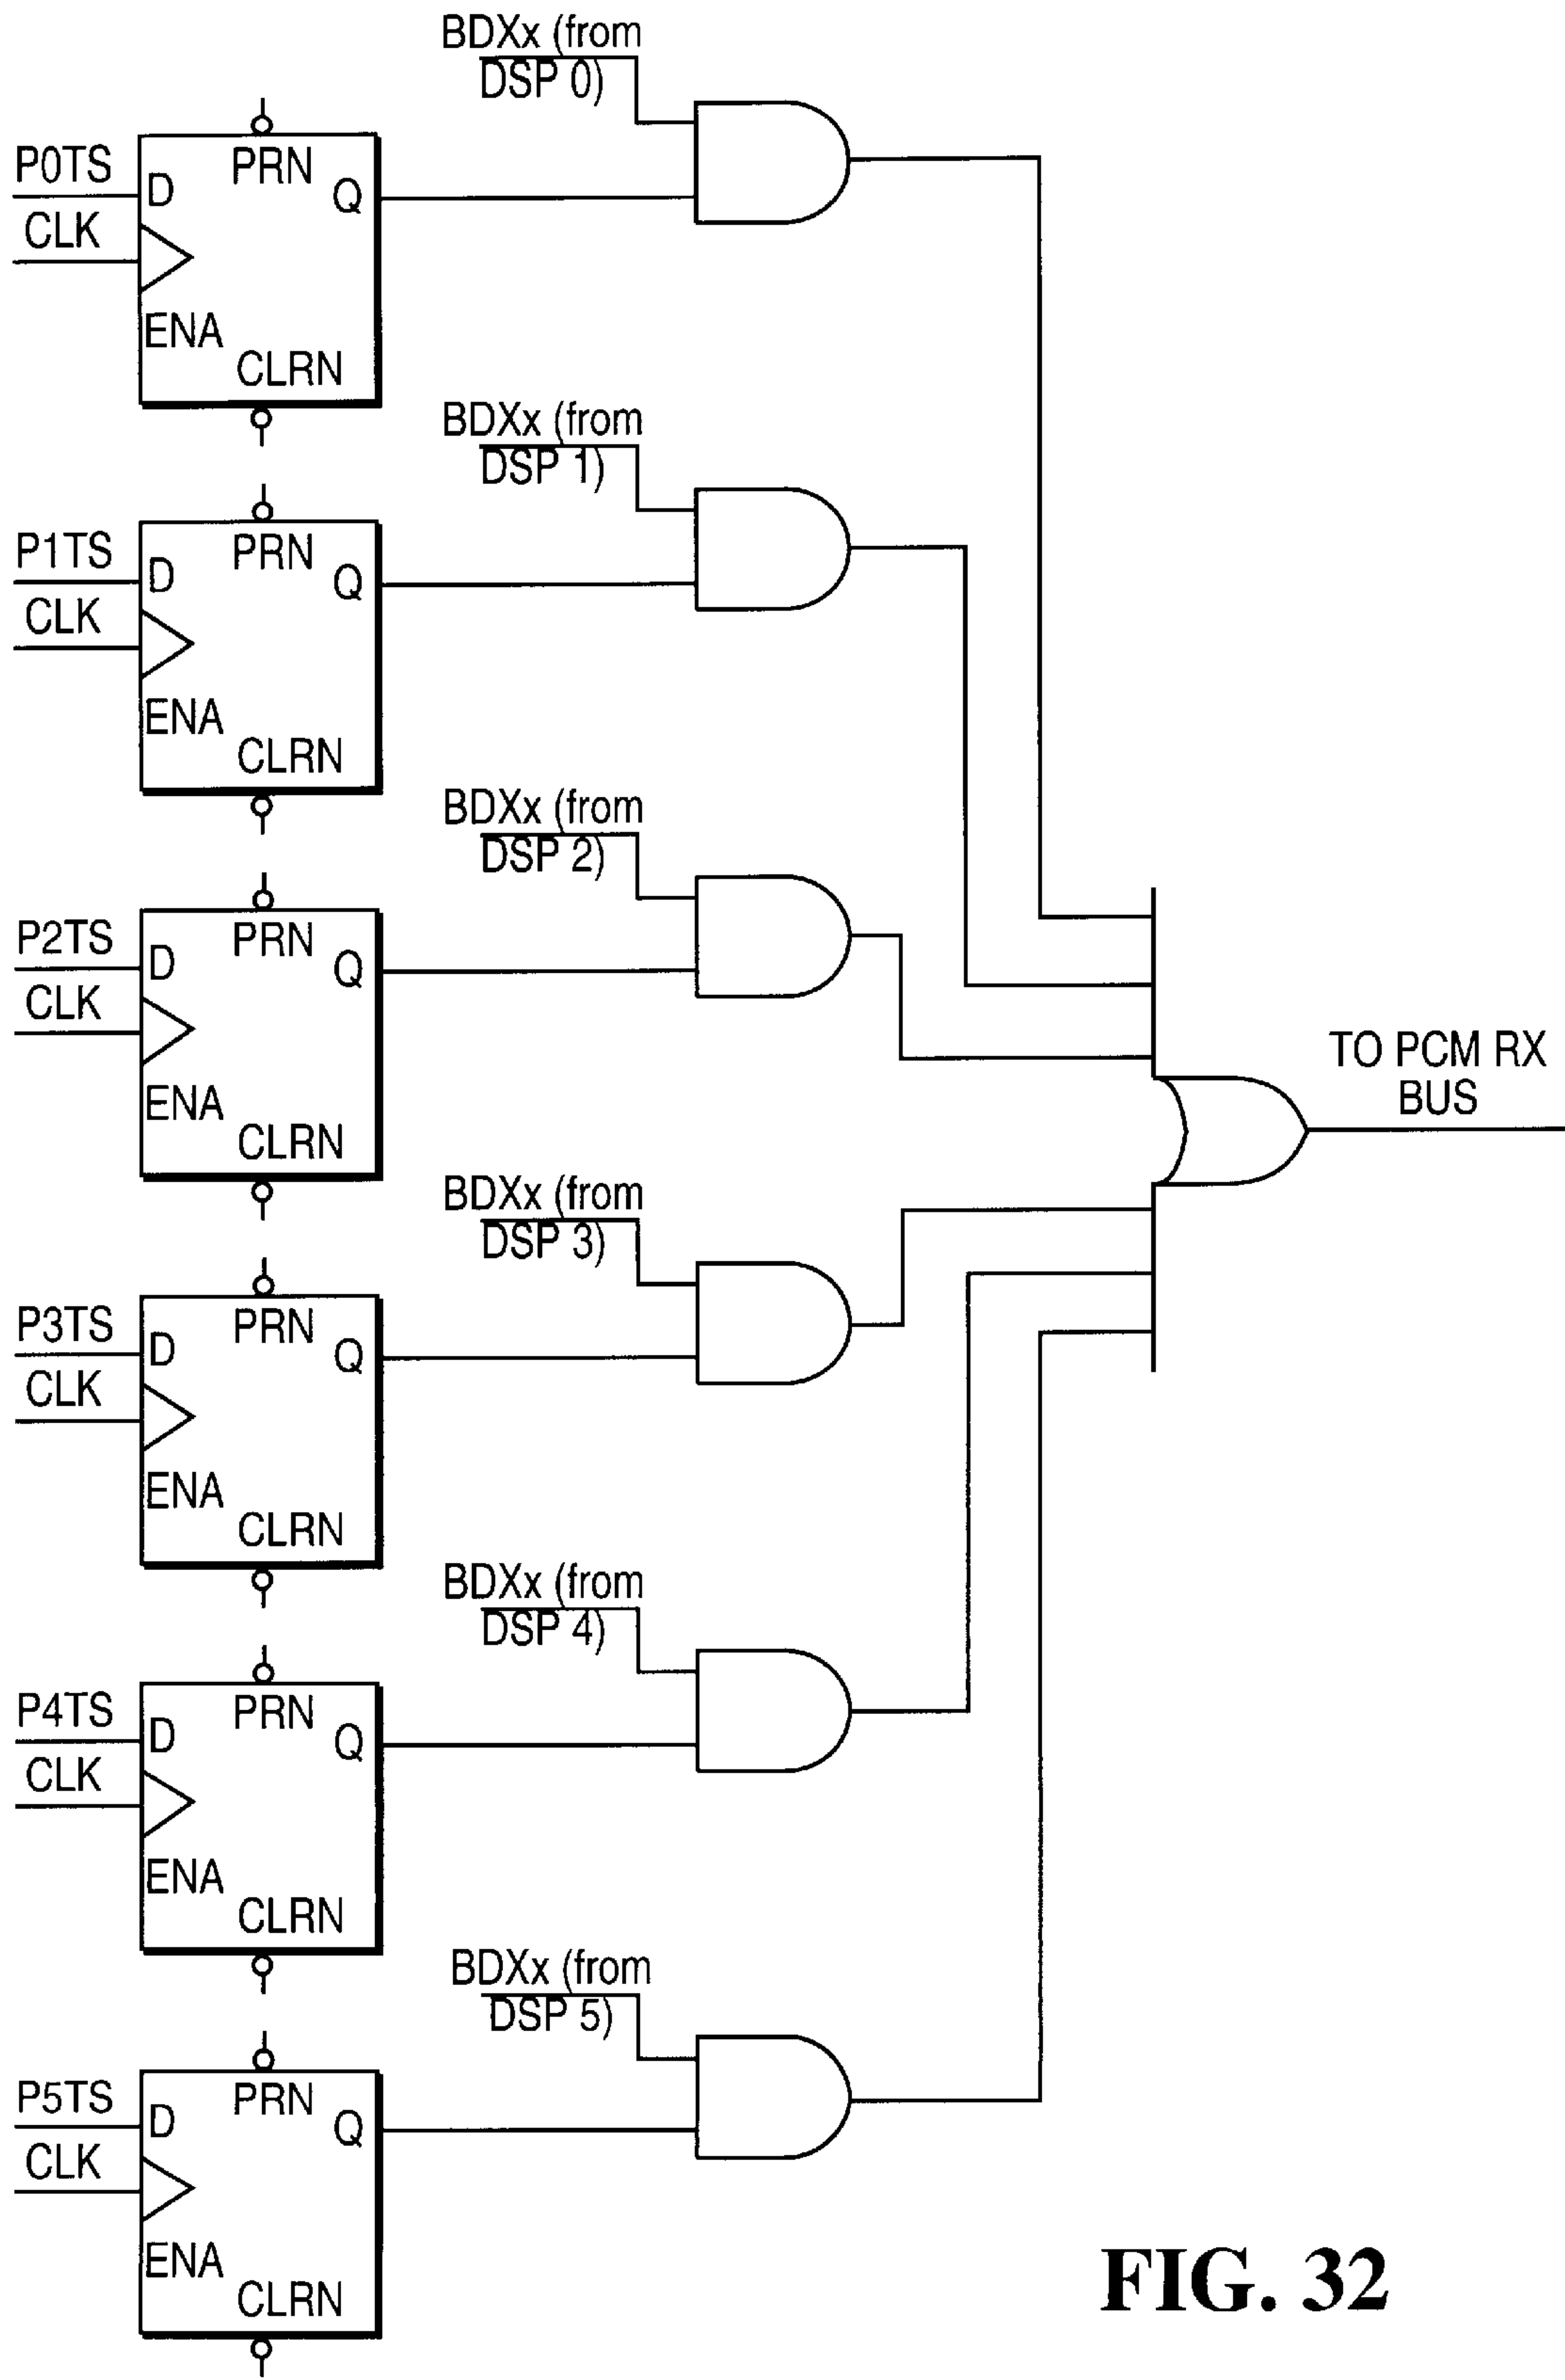 BDXx (from
DSP 0)
P0TS
D
PRN
Q
CLK
ENA
CLRN
BDXx (from
DSP 1)
P1TS
D
PRN
Q
CLK
ENA
CLRN
BDXx (from
DSP 2)
P2TS
D
PRN
Q
CLK
ENA
CLRN
TO PCM RX
BUS
BDXx (from
DSP 3)
P3TS
D
PRN
Q
CLK
ENA
CLRN
BDXx (from
DSP 4)
P4TS
D
PRN
Q
CLK
ENA
CLRN
BDXx (from
DSP 5)
P5TS
D
PRN
Q
CLK
ENA
CLRN
FIG. 32